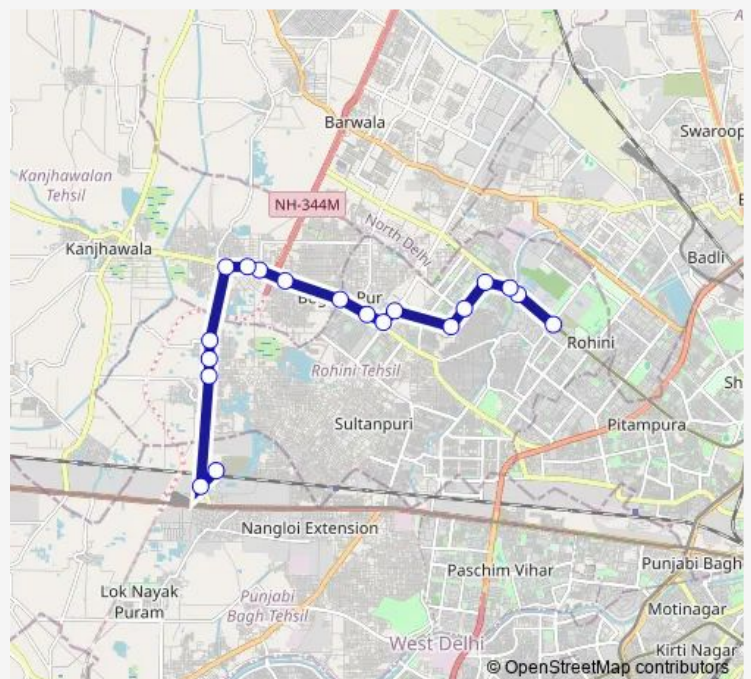 Barwala
Swaroop
Kanjhawalan
Tehsil
NH-344M
North Delhi
Kanjhawala
Badli
Pur
Rohini
Rohini Tehsil
Sh
Sultanpuri
Pitampura
Nangloi Extension
Paschim Vihar
Punjabi Bagh
Lok Nayak
Puram
Punjabi
Bagh Tehsil
Motinagar
West Delhi
Kirti Nagar
© OpenStreetMap contributors